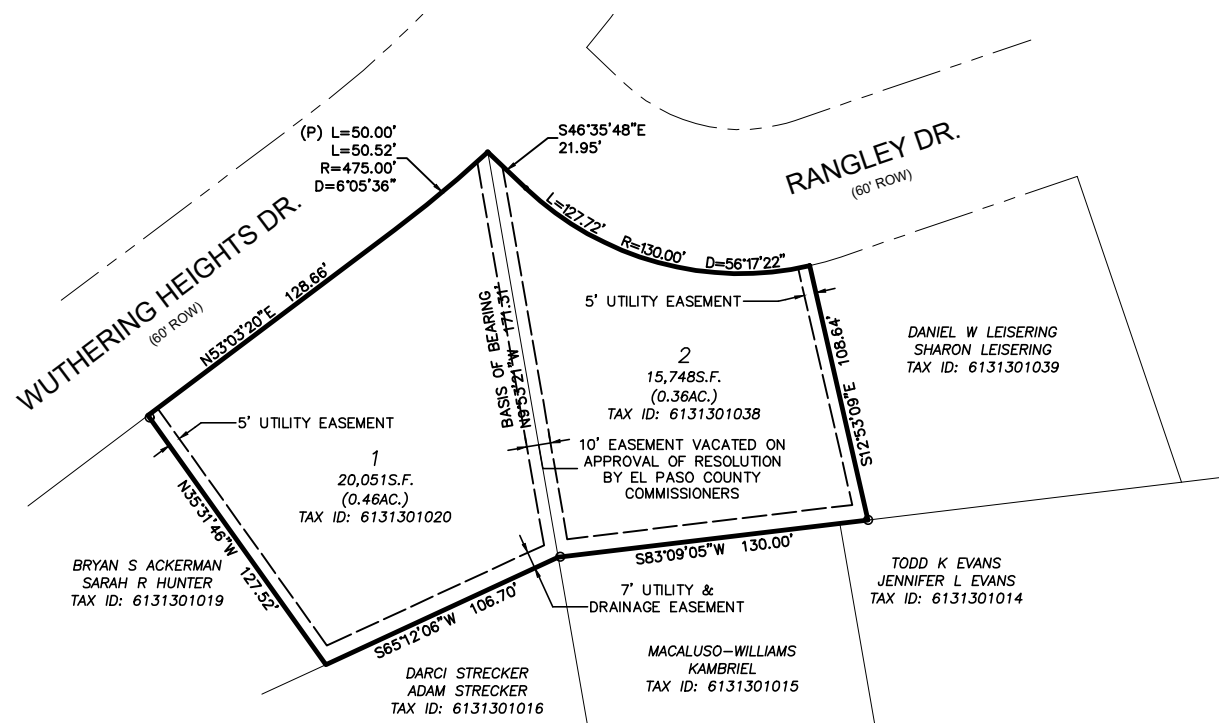 (P) L=50.00'
L=50.52'
R=475.00'
D=6°05'36"
S46°35'48"E
21.95'
RANGLEY DR.
(60' ROW)
WUTHERING HEIGHTS DR.
(60' ROW)
N53°03'20"E 128.66'
L=127.72' R=130.00' D=56°17'22"
5' UTILITY EASEMENT
BASIS OF BEARING
N9°53'21"W 171.31'
2
15,748S.F.
(0.36AC.)
TAX ID: 6131301038
S12°53'09"E 108.64'
DANIEL W LEISERING
SHARON LEISERING
TAX ID: 6131301039
5' UTILITY EASEMENT
1
20,051S.F.
(0.46AC.)
TAX ID: 6131301020
10' EASEMENT VACATED ON
APPROVAL OF RESOLUTION
BY EL PASO COUNTY
COMMISSIONERS
N35°31'46"W 127.52'
S83°09'05"W 130.00'
BRYAN S ACKERMAN
SARAH R HUNTER
TAX ID: 6131301019
S65°12'06"W 106.70'
7' UTILITY &
DRAINAGE EASEMENT
TODD K EVANS
JENNIFER L EVANS
TAX ID: 6131301014
DARCI STRECKER
ADAM STRECKER
TAX ID: 6131301016
MACALUSO-WILLIAMS
KAMBRIEL
TAX ID: 6131301015